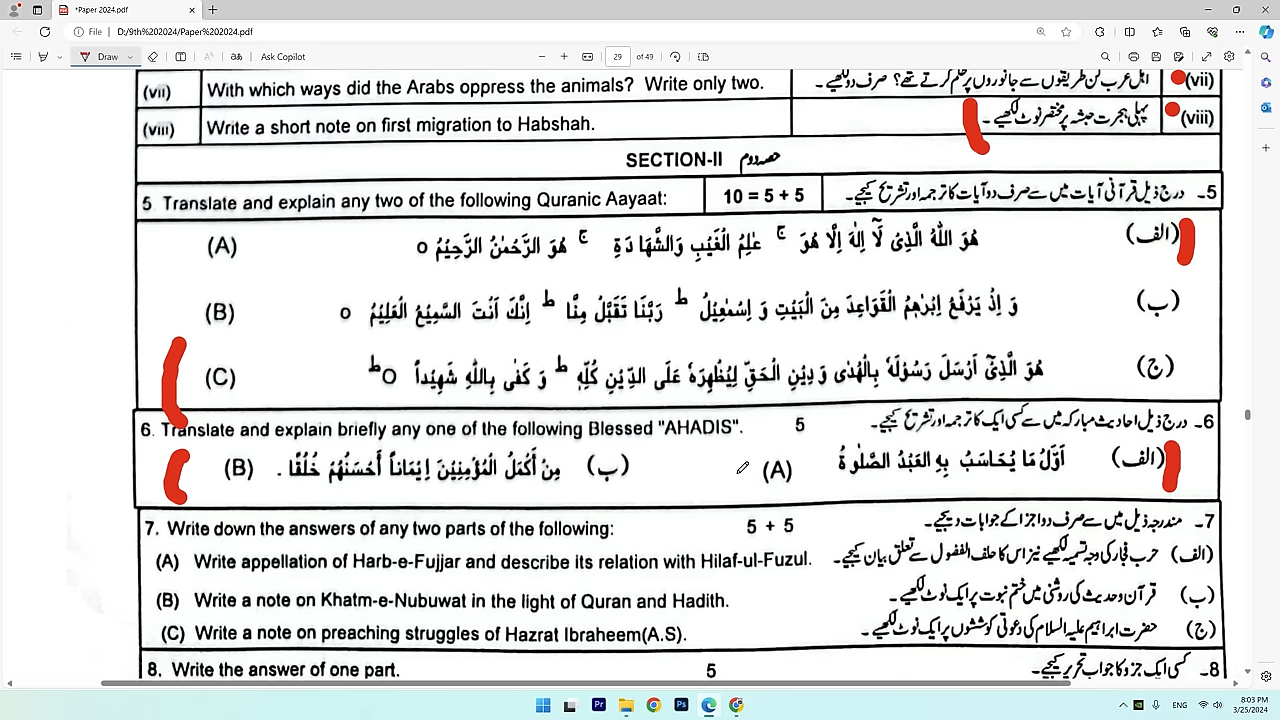 *Paper 2024.pdf
File D:/9th%202024/Paper%202024.pdf
Draw Ask Copilot 29 of 49
(vii) With which ways did the Arabs oppress the animals? Write only two. اہل عرب کن طریقوں سے جانوروں پر ظلم کرتے تھے؟ صرف دو لکھیے۔ (vii)
(viii) Write a short note on first migration to Habshah. پہلی ہجرت حبشہ پر مختصر نوٹ لکھیے۔ (viii)
SECTION-II حصہ دوم
5. Translate and explain any two of the following Quranic Aayaat: 10 = 5 + 5 درج ذیل قرآنی آیات میں سے صرف دو آیات کا ترجمہ اور تشریح کیجیے۔ 5۔
(A) هُوَ اللّٰهُ الَّذِیْ لَآ اِلٰهَ اِلَّا هُوَ ج عٰلِمُ الْغَیْبِ وَالشَّهَادَةِ ج هُوَ الرَّحْمٰنُ الرَّحِیْمُ o (الف)
(B) وَ اِذْ یَرْفَعُ اِبْرٰهٖمُ الْقَوَاعِدَ مِنَ الْبَیْتِ وَ اِسْمٰعِیْلُ ط رَبَّنَا تَقَبَّلْ مِنَّا ط اِنَّكَ اَنْتَ السَّمِیْعُ الْعَلِیْمُ o (ب)
(C) هُوَ الَّذِیْٓ اَرْسَلَ رَسُوْلَهٗ بِالْهُدٰی وَ دِیْنِ الْحَقِّ لِیُظْهِرَهٗ عَلَی الدِّیْنِ كُلِّهٖ ط وَ كَفٰی بِاللّٰهِ شَهِیْداً O ط (ج)
6. Translate and explain briefly any one of the following Blessed "AHADIS". 5 درج ذیل احادیث مبارکہ میں سے کسی ایک کا ترجمہ اور تشریح کیجیے۔ 6۔
(B) مِنْ أَكْمَلِ الْمُؤْمِنِیْنَ اِیْمَاناً أَحْسَنُهُمْ خُلُقًا . (ب) (A) أَوَّلُ مَا یُحَاسَبُ بِهِ الْعَبْدُ الصَّلٰوةُ (الف)
7. Write down the answers of any two parts of the following: 5 + 5 مندرجہ ذیل میں سے صرف دو اجزا کے جوابات دیجیے۔ 7۔
(A) Write appellation of Harb-e-Fujjar and describe its relation with Hilaf-ul-Fuzul. (الف) حرب فجار کی وجہ تسمیہ لکھیے نیز اس کا حلف الفضول سے تعلق بیان کیجیے۔
(B) Write a note on Khatm-e-Nubuwat in the light of Quran and Hadith. (ب) قرآن و حدیث کی روشنی میں ختم نبوت پر ایک نوٹ لکھیے۔
(C) Write a note on preaching struggles of Hazrat Ibraheem(A.S). (ج) حضرت ابراہیم علیہ السلام کی دعوتی کوششوں پر ایک نوٹ لکھیے۔
8. Write the answer of one part. 5 کسی ایک جزو کا جواب تحریر کیجیے۔ 8۔
ENG 8:03 PM
3/25/2024